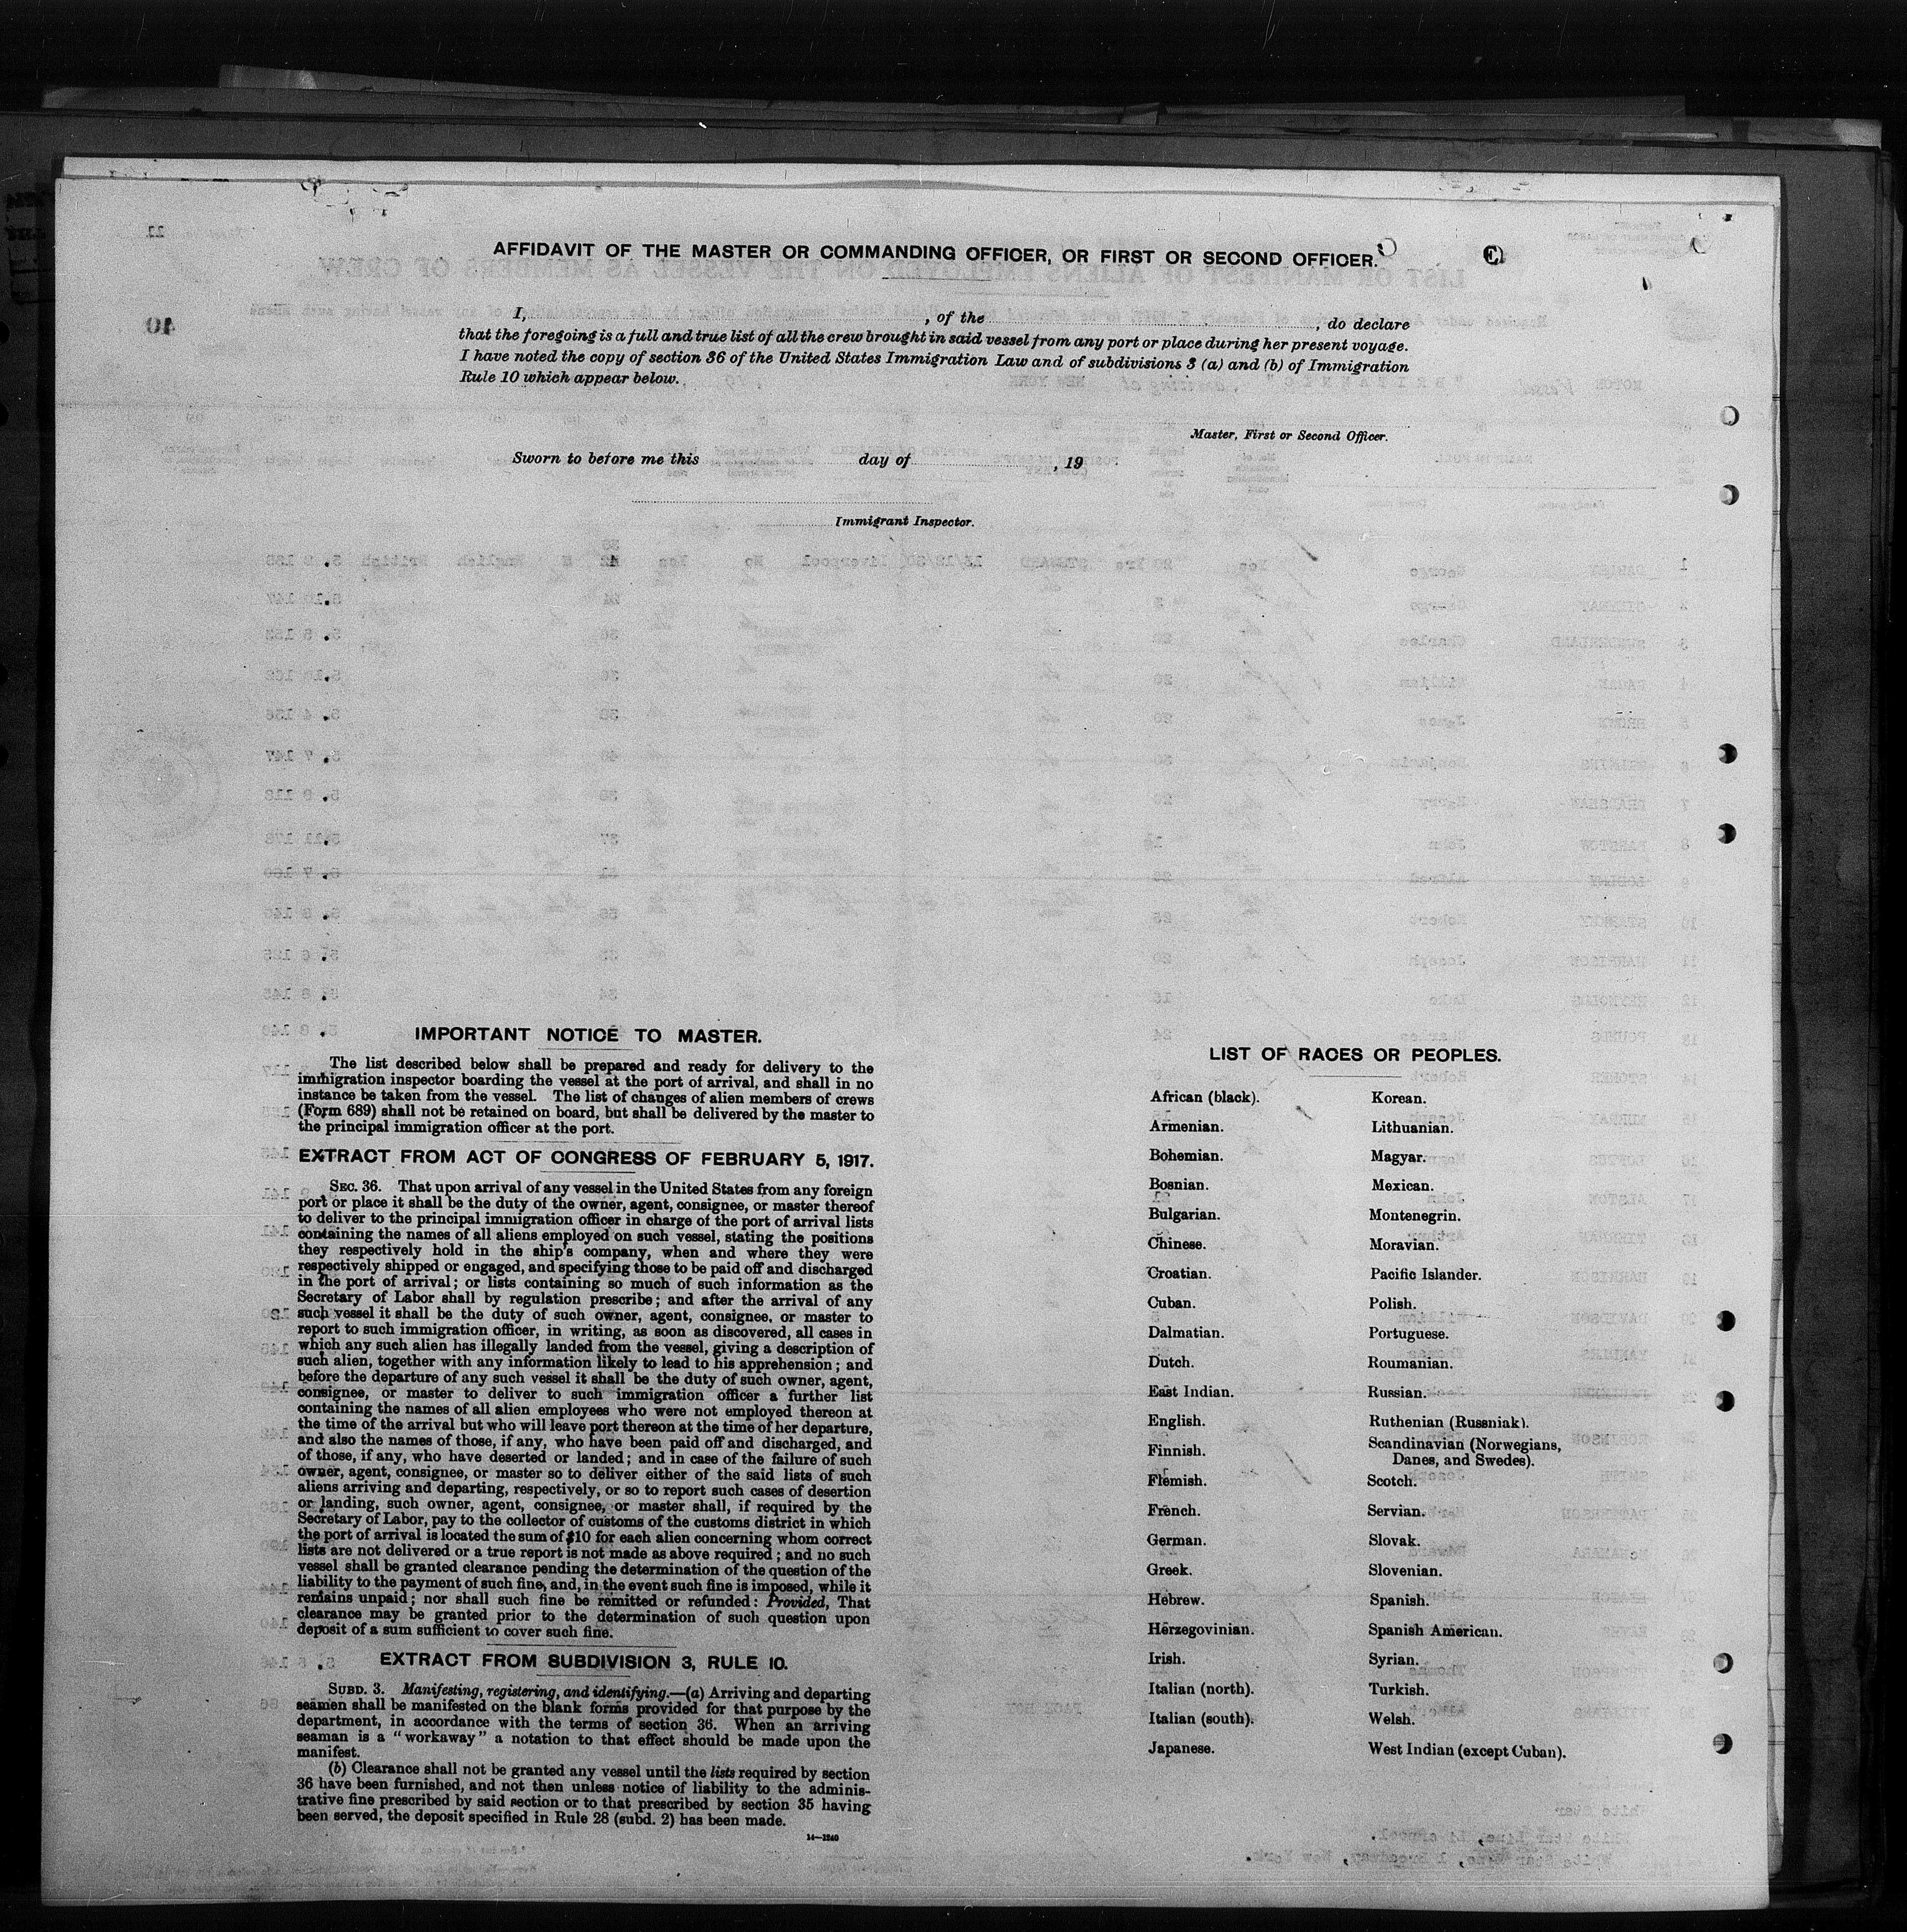 AFFIDAVIT OF THE MASTER OR COMMANDING OFFICER, OR FIRST OR SECOND OFFICER.
I, , of the , do declare
that the foregoing is a full and true list of all the crew brought in said vessel from any port or place during her present voyage.
I have noted the copy of section 36 of the United States Immigration Law and of subdivisions 3 (a) and (b) of Immigration
Rule 10 which appear below.
Master, First or Second Officer.
Sworn to before me this day of , 19
Immigrant Inspector.
IMPORTANT NOTICE TO MASTER.
The list described below shall be prepared and ready for delivery to the
immigration inspector boarding the vessel at the port of arrival, and shall in no
instance be taken from the vessel. The list of changes of alien members of crews
(Form 689) shall not be retained on board, but shall be delivered by the master to
the principal immigration officer at the port.
EXTRACT FROM ACT OF CONGRESS OF FEBRUARY 5, 1917.
SEC. 36. That upon arrival of any vessel in the United States from any foreign
port or place it shall be the duty of the owner, agent, consignee, or master thereof
to deliver to the principal immigration officer in charge of the port of arrival lists
containing the names of all aliens employed on such vessel, stating the positions
they respectively hold in the ship's company, when and where they were
respectively shipped or engaged, and specifying those to be paid off and discharged
in the port of arrival; or lists containing so much of such information as the
Secretary of Labor shall by regulation prescribe; and after the arrival of any
such vessel it shall be the duty of such owner, agent, consignee, or master to
report to such immigration officer, in writing, as soon as discovered, all cases in
which any such alien has illegally landed from the vessel, giving a description of
such alien, together with any information likely to lead to his apprehension; and
before the departure of any such vessel it shall be the duty of such owner, agent,
consignee, or master to deliver to such immigration officer a further list
containing the names of all alien employees who were not employed thereon at
the time of the arrival but who will leave port thereon at the time of her departure,
and also the names of those, if any, who have been paid off and discharged, and
of those, if any, who have deserted or landed; and in case of the failure of such
owner, agent, consignee, or master so to deliver either of the said lists of such
aliens arriving and departing, respectively, or so to report such cases of desertion
or landing, such owner, agent, consignee, or master shall, if required by the
Secretary of Labor, pay to the collector of customs of the customs district in which
the port of arrival is located the sum of $10 for each alien concerning whom correct
lists are not delivered or a true report is not made as above required; and no such
vessel shall be granted clearance pending the determination of the question of the
liability to the payment of such fine, and, in the event such fine is imposed, while it
remains unpaid; nor shall such fine be remitted or refunded: Provided, That
clearance may be granted prior to the determination of such question upon
deposit of a sum sufficient to cover such fine.
EXTRACT FROM SUBDIVISION 3, RULE 10.
SUBD. 3. Manifesting, registering, and identifying.—(a) Arriving and departing
seamen shall be manifested on the blank forms provided for that purpose by the
department, in accordance with the terms of section 36. When an arriving
seaman is a "workaway" a notation to that effect should be made upon the
manifest.
(b) Clearance shall not be granted any vessel until the lists required by section
36 have been furnished, and not then unless notice of liability to the adminis-
trative fine prescribed by said section or to that prescribed by section 35 having
been served, the deposit specified in Rule 28 (subd. 2) has been made.
14—1240
LIST OF RACES OR PEOPLES.
African (black).
Armenian.
Bohemian.
Bosnian.
Bulgarian.
Chinese.
Croatian.
Cuban.
Dalmatian.
Dutch.
East Indian.
English.
Finnish.
Flemish.
French.
German.
Greek.
Hebrew.
Herzegovinian.
Irish.
Italian (north).
Italian (south).
Japanese.
Korean.
Lithuanian.
Magyar.
Mexican.
Montenegrin.
Moravian.
Pacific Islander.
Polish.
Portuguese.
Roumanian.
Russian.
Ruthenian (Russniak).
Scandinavian (Norwegians,
Danes, and Swedes).
Scotch.
Servian.
Slovak.
Slovenian.
Spanish.
Spanish American.
Syrian.
Turkish.
Welsh.
West Indian (except Cuban).